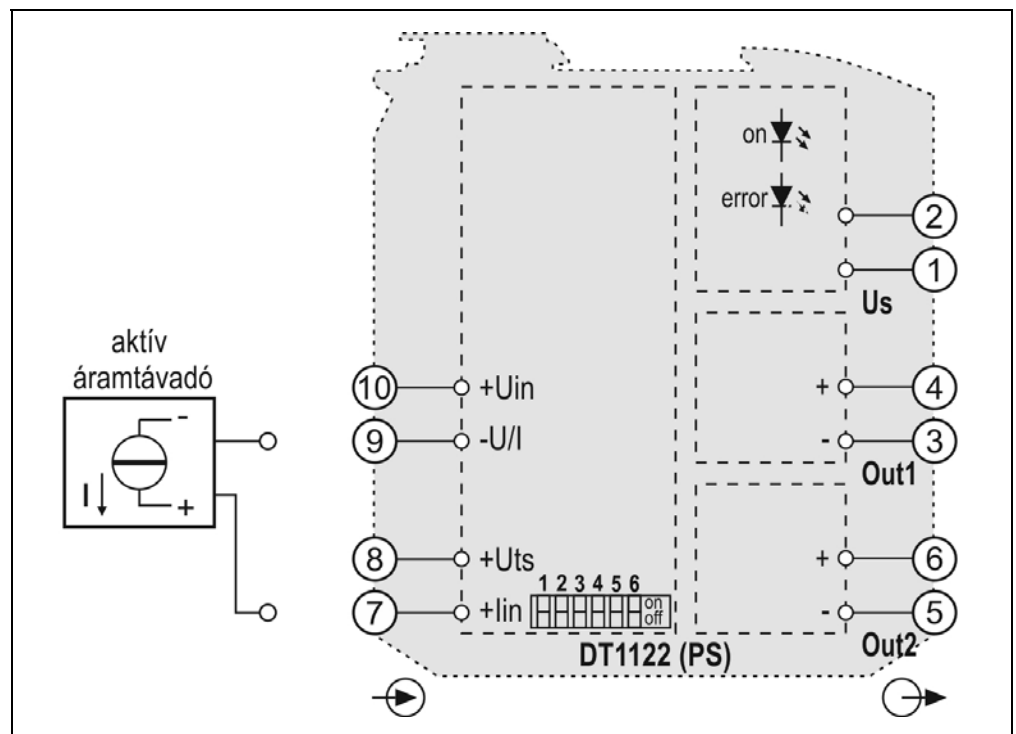 on
error
2
1
Us
aktív
áramtávadó
-
I
+
10
+Uin
9
-U/I
+
4
-
3
Out1
8
+Uts
7
+Iin
1 2 3 4 5 6
on
off
+
6
-
5
Out2
DT1122 (PS)